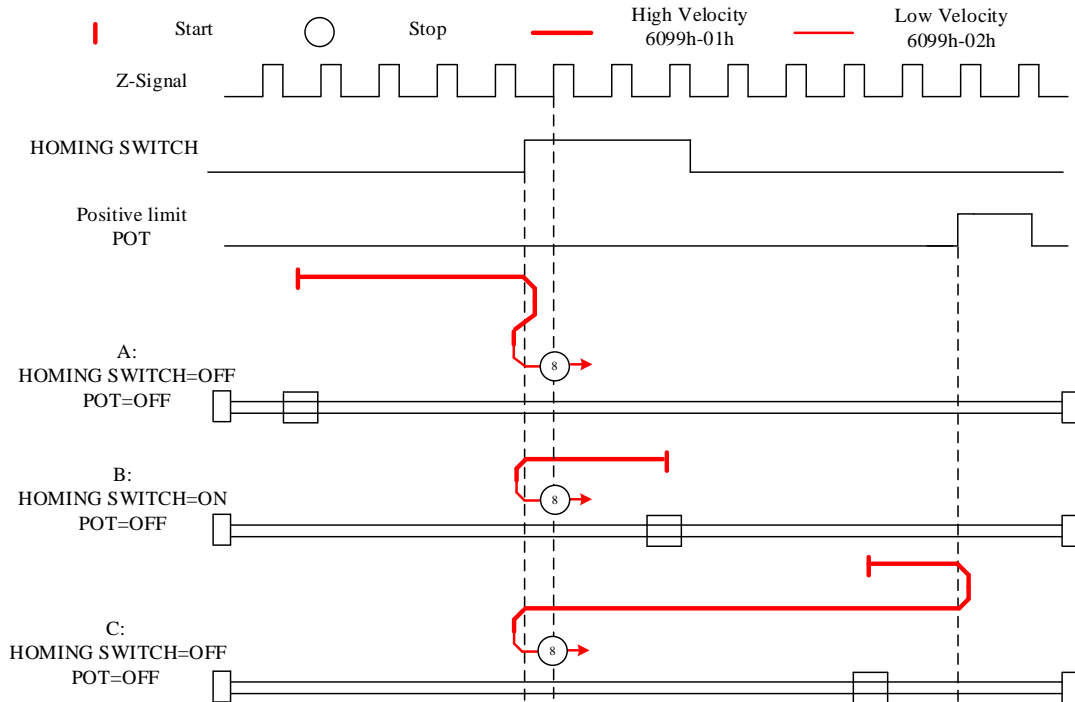 Start
Stop
High Velocity
6099h-01h
Low Velocity
6099h-02h
Z-Signal
HOMING SWITCH
Positive limit
POT
8
A:
HOMING SWITCH=OFF
POT=OFF
8
B:
HOMING SWITCH=ON
POT=OFF
8
C:
HOMING SWITCH=OFF
POT=OFF